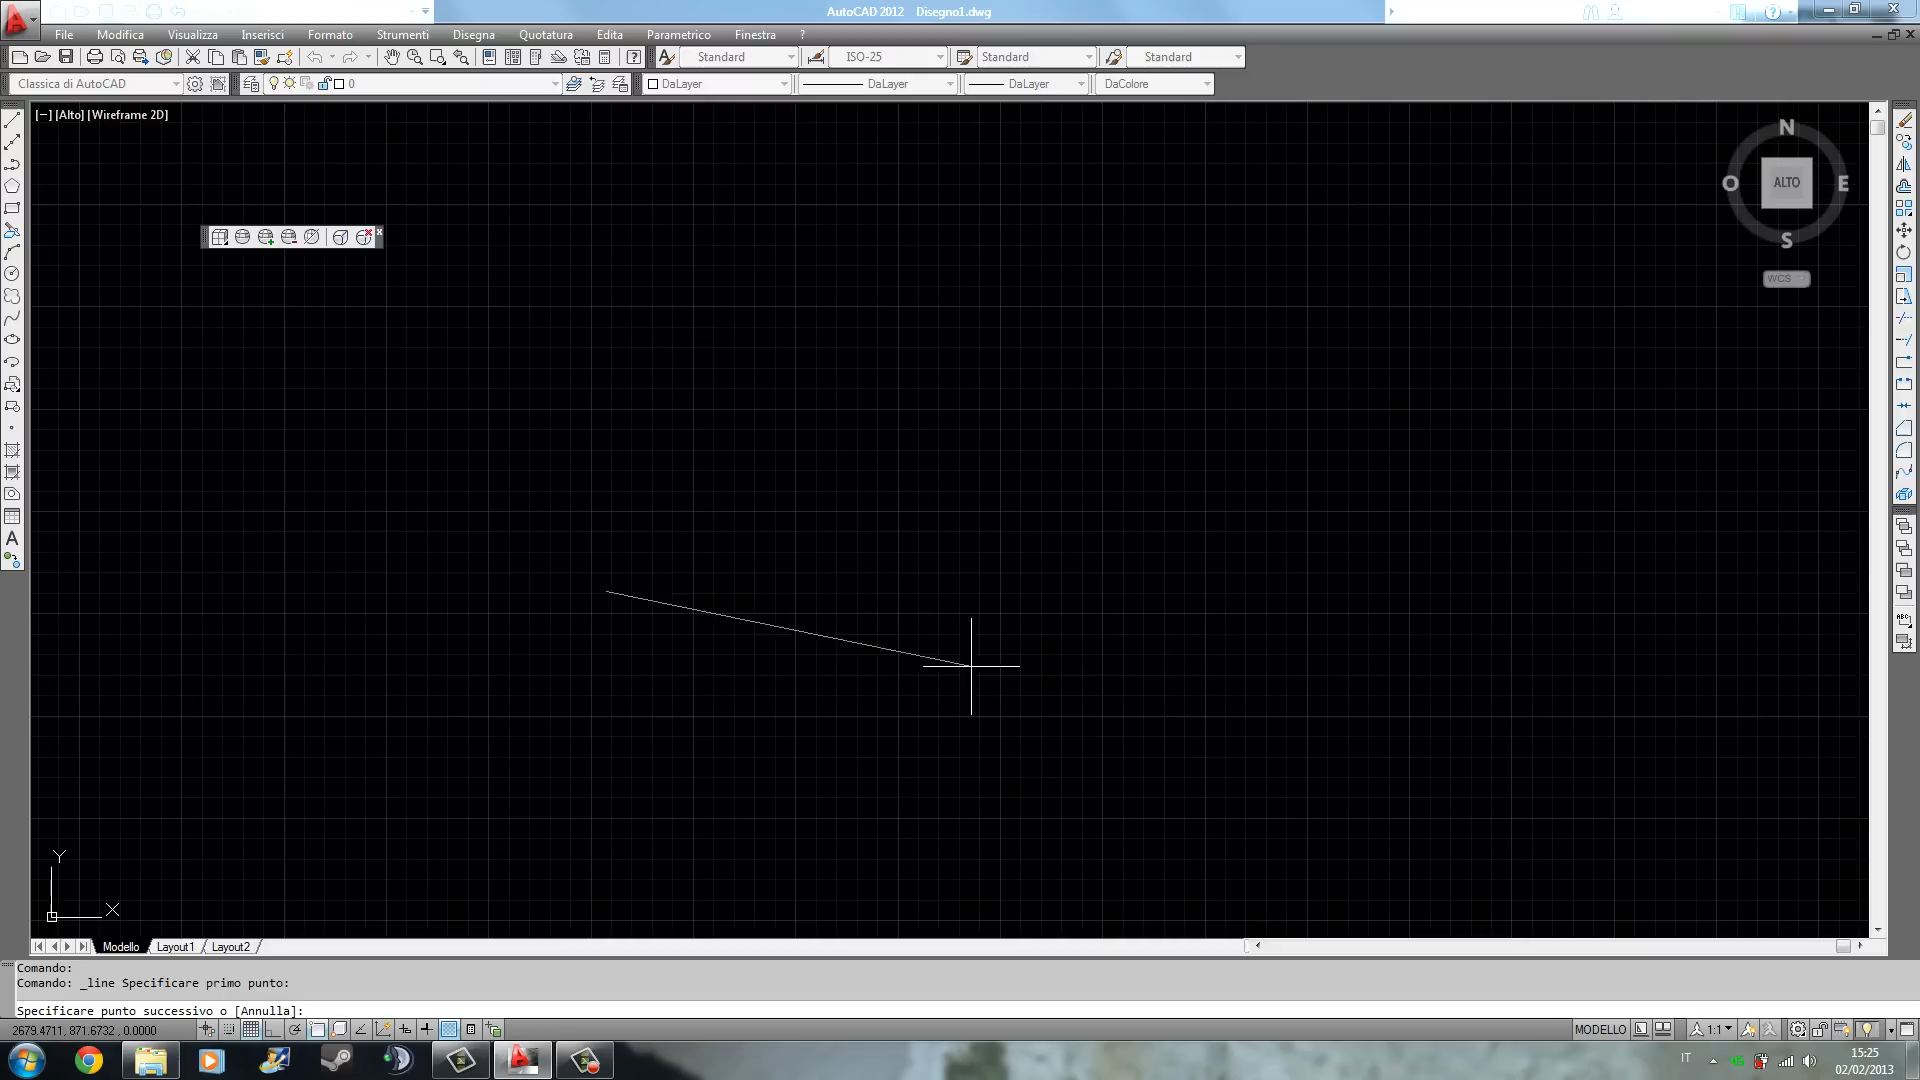 AutoCAD 2012 Disegno1.dwg
File Modifica Visualizza Inserisci Formato Strumenti Disegna Quotatura Edita Parametrico Finestra ?
Standard ISO-25 Standard Standard
Classica di AutoCAD 0 DaLayer DaLayer DaLayer DaColore
[−] [Alto] [Wireframe 2D]
N
O ALTO E
S
WCS
A
ABC
Y
X
Modello Layout1 Layout2
Comando:
Comando: _line Specificare primo punto:
Specificare punto successivo o [Annulla]:
2679.4711, 871.6732 , 0.0000 MODELLO 1:1
IT 15:25
02/02/2013